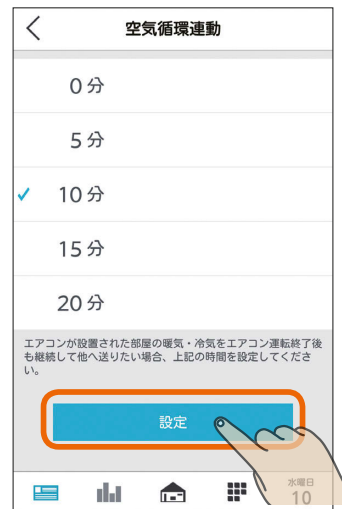 空気循環連動
0分
5分
10分
15分
20分
エアコンが設置された部屋の暖気・冷気をエアコン運転終了後
も継続して他へ送りたい場合、上記の時間を設定してくださ
い。
設定
水曜日
10